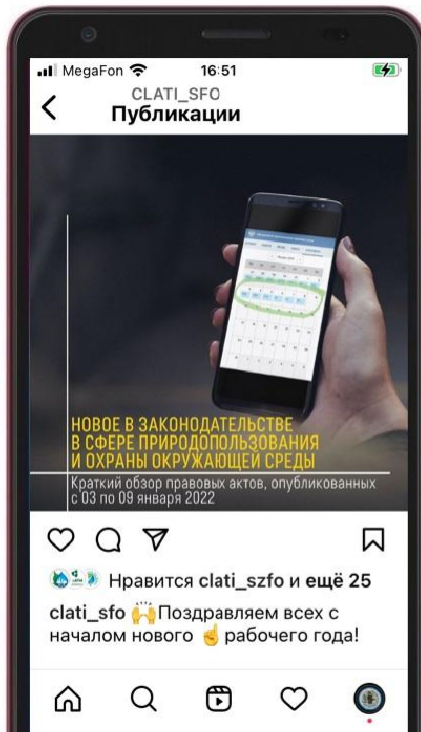 MegaFon 16:51
CLATI_SFO
Публикации
НОВОЕ В ЗАКОНОДАТЕЛЬСТВЕ
В СФЕРЕ ПРИРОДОПОЛЬЗОВАНИЯ
И ОХРАНЫ ОКРУЖАЮЩЕЙ СРЕДЫ
Краткий обзор правовых актов, опубликованных
с 03 по 09 января 2022
Нравится clati_szfo и ещё 25
clati_sfo 🙌Поздравляем всех с
началом нового ☝️рабочего года!